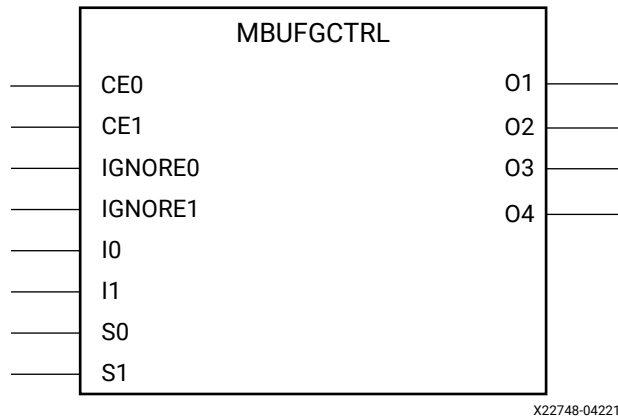 MBUFGCTRL
CE0
CE1
IGNORE0
IGNORE1
I0
I1
S0
S1
O1
O2
O3
O4
X22748-04221